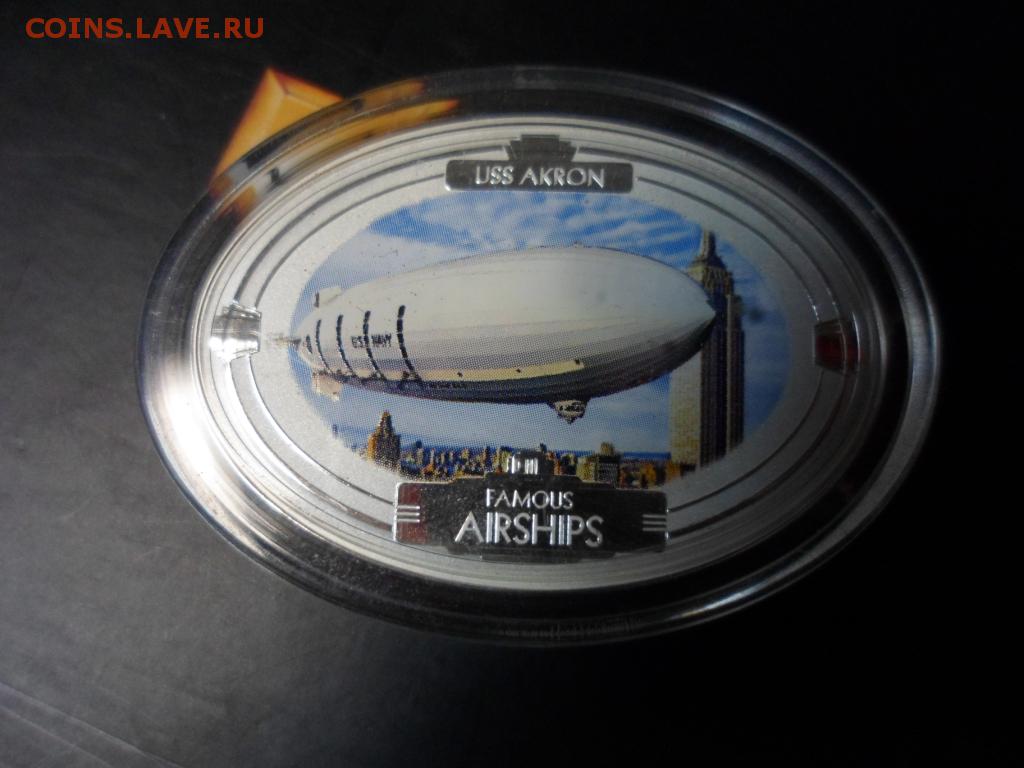 COINS.LAVE.RU
USS AKRON
U.S. NAVY
FAMOUS
AIRSHIPS